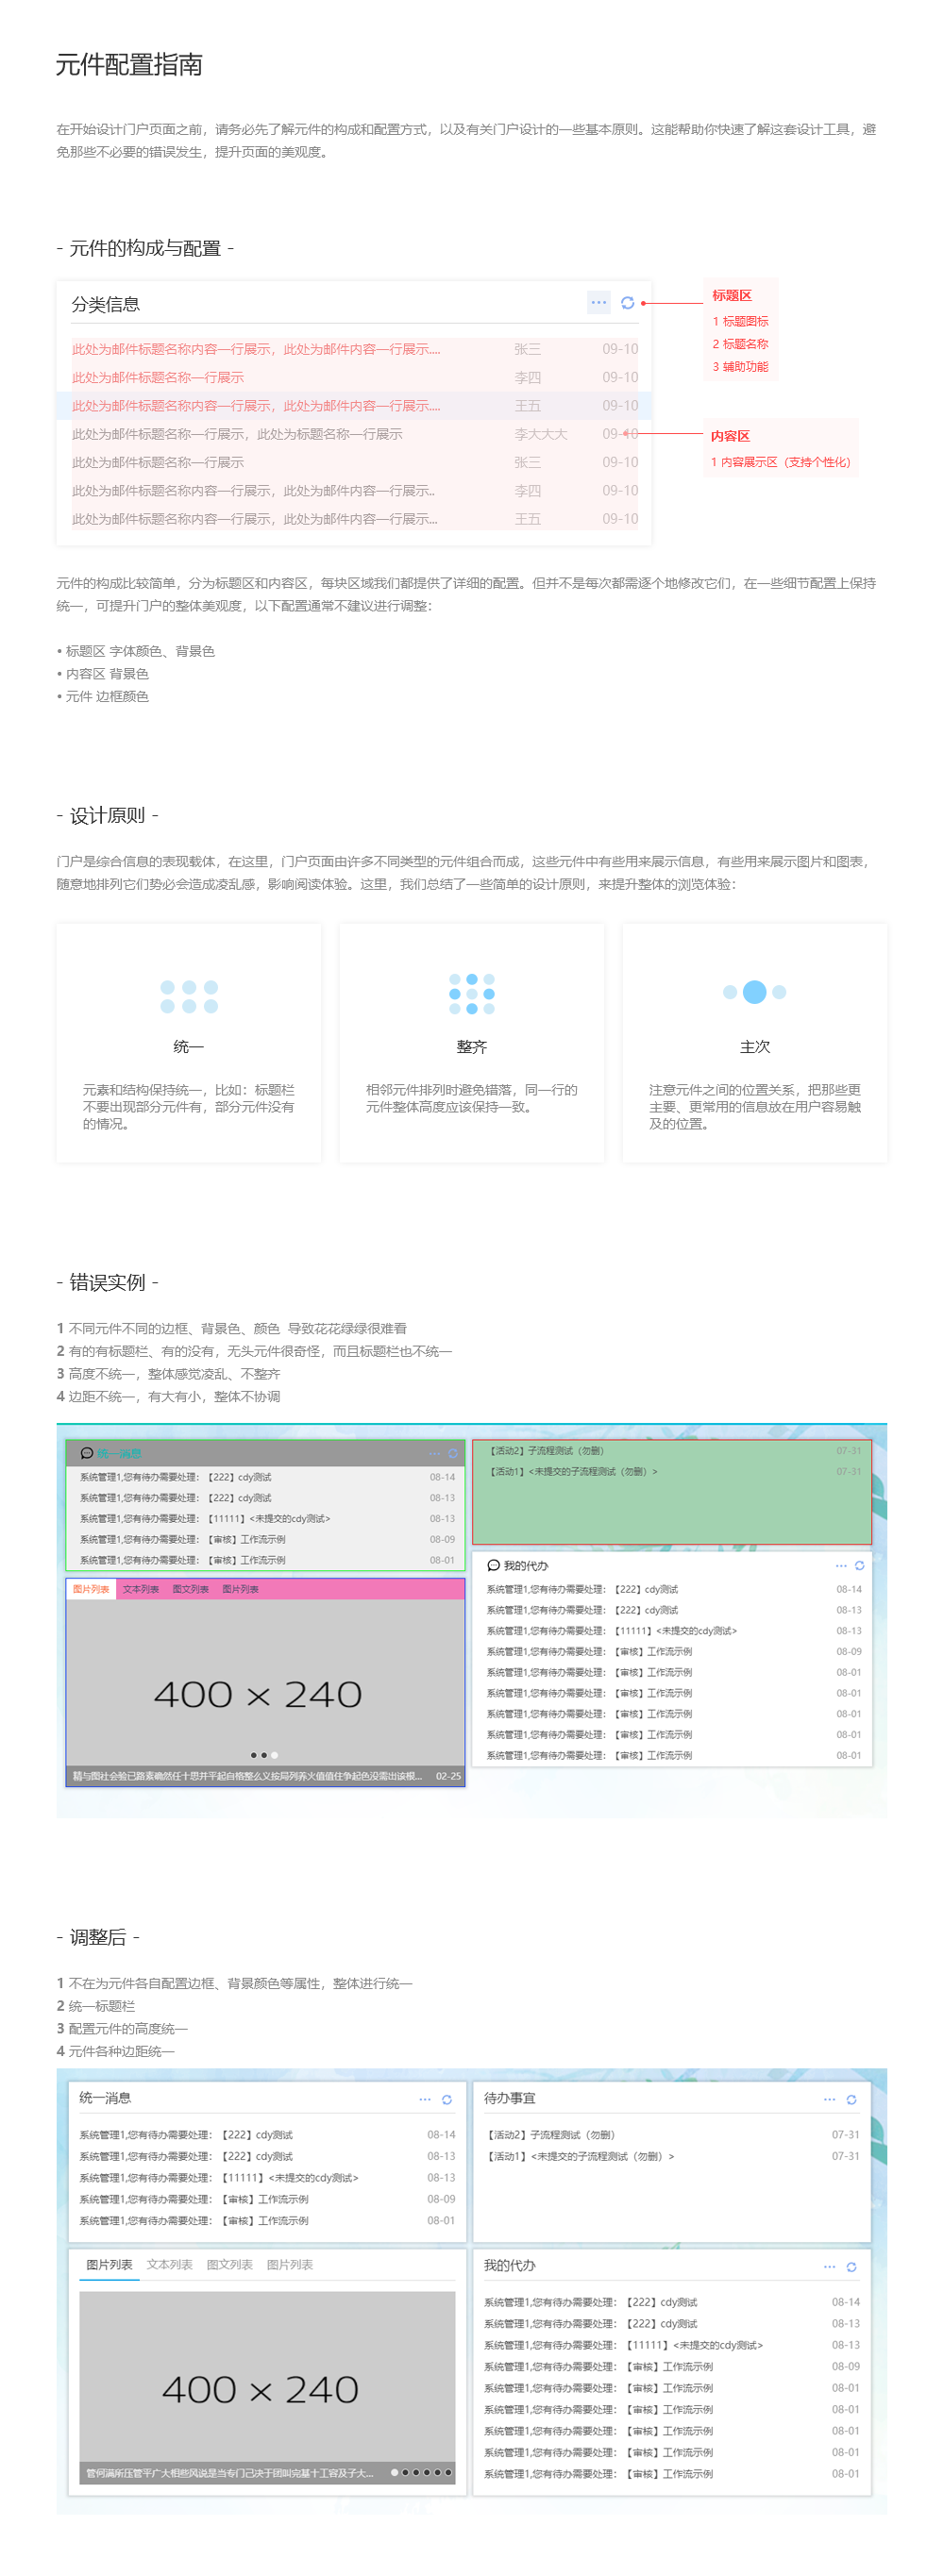 元件配置指南
在开始设计门户页面之前，请务必先了解元件的构成和配置方式，以及有关门户设计的一些基本原则。这能帮助你快速了解这套设计工具，避
免那些不必要的错误发生，提升页面的美观度。
- 元件的构成与配置 -
分类信息
标题区
1 标题图标
2 标题名称
3 辅助功能
此处为邮件标题名称内容一行展示，此处为邮件内容一行展示.... 张三 09-10
此处为邮件标题名称一行展示 李四 09-10
此处为邮件标题名称内容一行展示，此处为邮件内容一行展示.... 王五 09-10
此处为邮件标题名称一行展示，此处为标题名称一行展示 李大大大 09-10
内容区
1 内容展示区（支持个性化）
此处为邮件标题名称一行展示 张三 09-10
此处为邮件标题名称内容一行展示，此处为邮件内容一行展示.. 李四 09-10
此处为邮件标题名称内容一行展示，此处为邮件内容一行展示... 王五 09-10
元件的构成比较简单，分为标题区和内容区，每块区域我们都提供了详细的配置。但并不是每次都需逐个地修改它们，在一些细节配置上保持
统一，可提升门户的整体美观度，以下配置通常不建议进行调整：
• 标题区 字体颜色、背景色
• 内容区 背景色
• 元件 边框颜色
- 设计原则 -
门户是综合信息的表现载体，在这里，门户页面由许多不同类型的元件组合而成，这些元件中有些用来展示信息，有些用来展示图片和图表，
随意地排列它们势必会造成凌乱感，影响阅读体验。这里，我们总结了一些简单的设计原则，来提升整体的浏览体验：
统一
元素和结构保持统一，比如：标题栏
不要出现部分元件有，部分元件没有
的情况。
整齐
相邻元件排列时避免错落，同一行的
元件整体高度应该保持一致。
主次
注意元件之间的位置关系，把那些更
主要、更常用的信息放在用户容易触
及的位置。
- 错误实例 -
1 不同元件不同的边框、背景色、颜色 导致花花绿绿很难看
2 有的有标题栏、有的没有，无头元件很奇怪，而且标题栏也不统一
3 高度不统一，整体感觉凌乱、不整齐
4 边距不统一，有大有小，整体不协调
统一消息
系统管理1,您有待办需要处理：【222】cdy测试 08-14
系统管理1,您有待办需要处理：【222】cdy测试 08-13
系统管理1,您有待办需要处理：【11111】<未提交的cdy测试> 08-13
系统管理1,您有待办需要处理：【审核】工作流示例 08-09
系统管理1,您有待办需要处理：【审核】工作流示例 08-01
图片列表 文本列表 图文列表 图片列表
400 × 240
精与图社会验已路素确然任十思井平起自格整么义按局列养火值值住争起色没需出该根... 02-25
【活动2】子流程测试（勿删） 07-31
【活动1】<未提交的子流程测试（勿删）> 07-31
我的代办
系统管理1,您有待办需要处理：【222】cdy测试 08-14
系统管理1,您有待办需要处理：【222】cdy测试 08-13
系统管理1,您有待办需要处理：【11111】<未提交的cdy测试> 08-13
系统管理1,您有待办需要处理：【审核】工作流示例 08-09
系统管理1,您有待办需要处理：【审核】工作流示例 08-01
系统管理1,您有待办需要处理：【审核】工作流示例 08-01
系统管理1,您有待办需要处理：【审核】工作流示例 08-01
系统管理1,您有待办需要处理：【审核】工作流示例 08-01
系统管理1,您有待办需要处理：【审核】工作流示例 08-01
- 调整后 -
1 不在为元件各自配置边框、背景颜色等属性，整体进行统一
2 统一标题栏
3 配置元件的高度统一
4 元件各种边距统一
统一消息
系统管理1,您有待办需要处理：【222】cdy测试 08-14
系统管理1,您有待办需要处理：【222】cdy测试 08-13
系统管理1,您有待办需要处理：【11111】<未提交的cdy测试> 08-13
系统管理1,您有待办需要处理：【审核】工作流示例 08-09
系统管理1,您有待办需要处理：【审核】工作流示例 08-01
待办事宜
【活动2】子流程测试（勿删） 07-31
【活动1】<未提交的子流程测试（勿删）> 07-31
图片列表 文本列表 图文列表 图片列表
400 × 240
管何满所压管平广大相些风说是当专门己决于团叫完基十工容及子大...
我的代办
系统管理1,您有待办需要处理：【222】cdy测试 08-14
系统管理1,您有待办需要处理：【222】cdy测试 08-13
系统管理1,您有待办需要处理：【11111】<未提交的cdy测试> 08-13
系统管理1,您有待办需要处理：【审核】工作流示例 08-09
系统管理1,您有待办需要处理：【审核】工作流示例 08-01
系统管理1,您有待办需要处理：【审核】工作流示例 08-01
系统管理1,您有待办需要处理：【审核】工作流示例 08-01
系统管理1,您有待办需要处理：【审核】工作流示例 08-01
系统管理1,您有待办需要处理：【审核】工作流示例 08-01